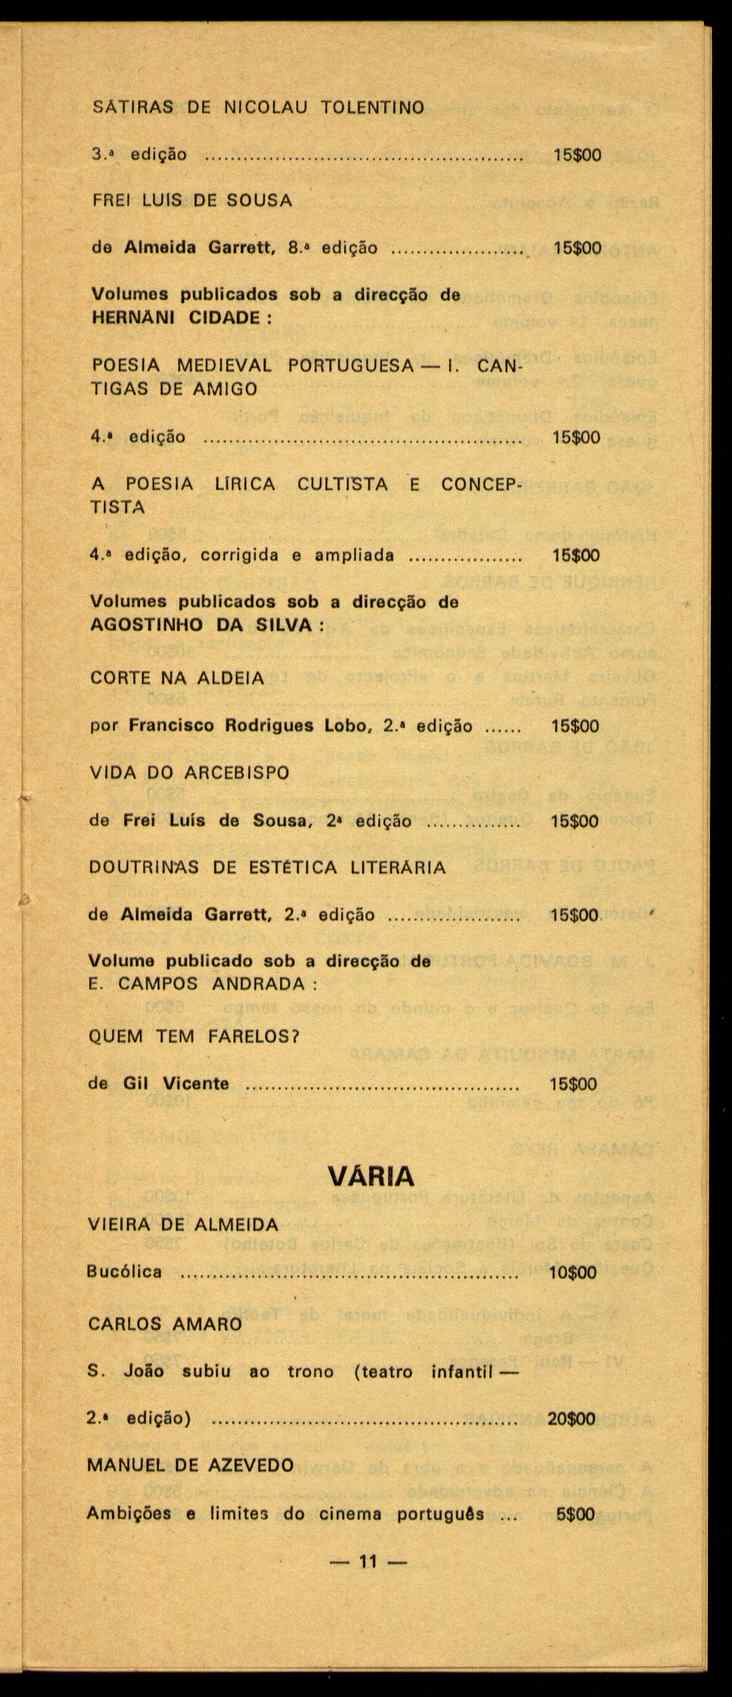 SÁTIRAS DE NICOLAU TOLENTINO
3.ª edição ................................................. 15$00
FREI LUÍS DE SOUSA
de Almeida Garrett, 8.ª edição ..................... 15$00
Volumes publicados sob a direcção de
HERNÂNI CIDADE :
POESIA MEDIEVAL PORTUGUESA — I. CAN-
TIGAS DE AMIGO
4.ª edição ................................................. 15$00
A POESIA LÍRICA CULTISTA E CONCEP-
TISTA
4.ª edição, corrigida e ampliada .................. 15$00
Volumes publicados sob a direcção de
AGOSTINHO DA SILVA :
CORTE NA ALDEIA
por Francisco Rodrigues Lobo, 2.ª edição ...... 15$00
VIDA DO ARCEBISPO
de Frei Luís de Sousa, 2ª edição ............... 15$00
DOUTRINAS DE ESTÉTICA LITERÁRIA
de Almeida Garrett, 2.ª edição ..................... 15$00
Volume publicado sob a direcção de
E. CAMPOS ANDRADA :
QUEM TEM FARELOS?
de Gil Vicente ........................................... 15$00
VÁRIA
VIEIRA DE ALMEIDA
Bucólica .................................................... 10$00
CARLOS AMARO
S. João subiu ao trono (teatro infantil —
2.ª edição) ............................................... 20$00
MANUEL DE AZEVEDO
Ambições e limites do cinema português ... 5$00
— 11 —